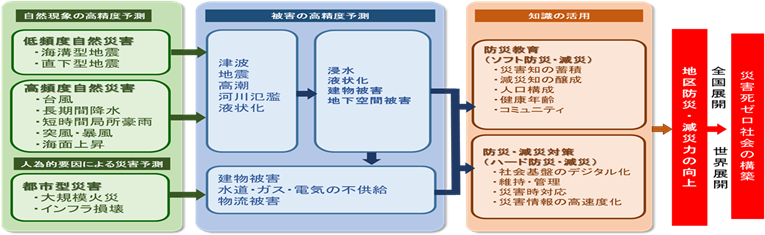 自然現象の高精度予測
低頻度自然災害
・海溝型地震
・直下型地震
高頻度自然災害
・台風
・長期間降水
・短時間局所豪雨
・突風・暴風
・海面上昇
人為的要因による災害予測
都市型災害
・大規模火災
・インフラ損壊
被害の高精度予測
津波
地震
高潮
河川氾濫
液状化
浸水
液状化
建物被害
地下空間被害
建物被害
水道・ガス・電気の不供給
物流被害
知識の活用
防災教育
(ソフト防災・減災)
・災害知の蓄積
・減災知の醸成
・人口構成
・健康年齢
・コミュニティ
防災・減災対策
(ハード防災・減災)
・社会基盤のデジタル化
・維持・管理
・災害時対応
・災害情報の高速度化
地区防災・減災力の向上
全国展開
世界展開
災害死ゼロ社会の構築